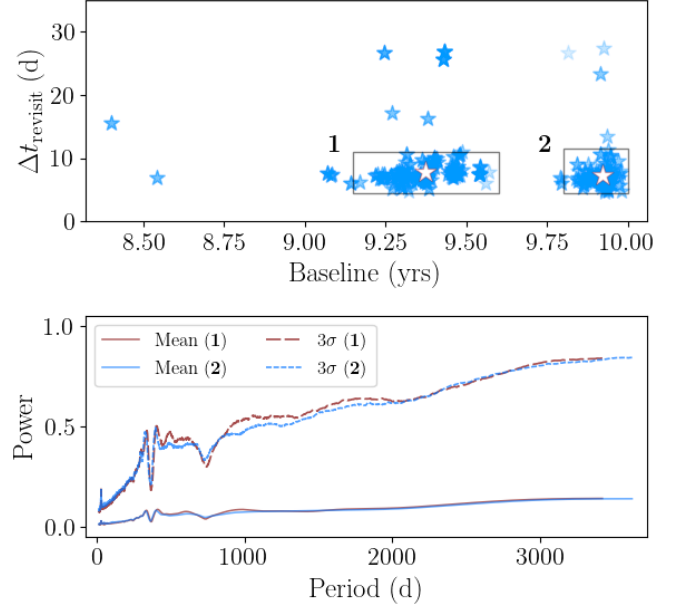 30
20
10
0
Δt_revisit (d)
1
2
8.50 8.75 9.00 9.25 9.50 9.75 10.00
Baseline (yrs)
1.0
0.5
0.0
Power
Mean (1) 3σ (1)
Mean (2) 3σ (2)
0 1000 2000 3000
Period (d)